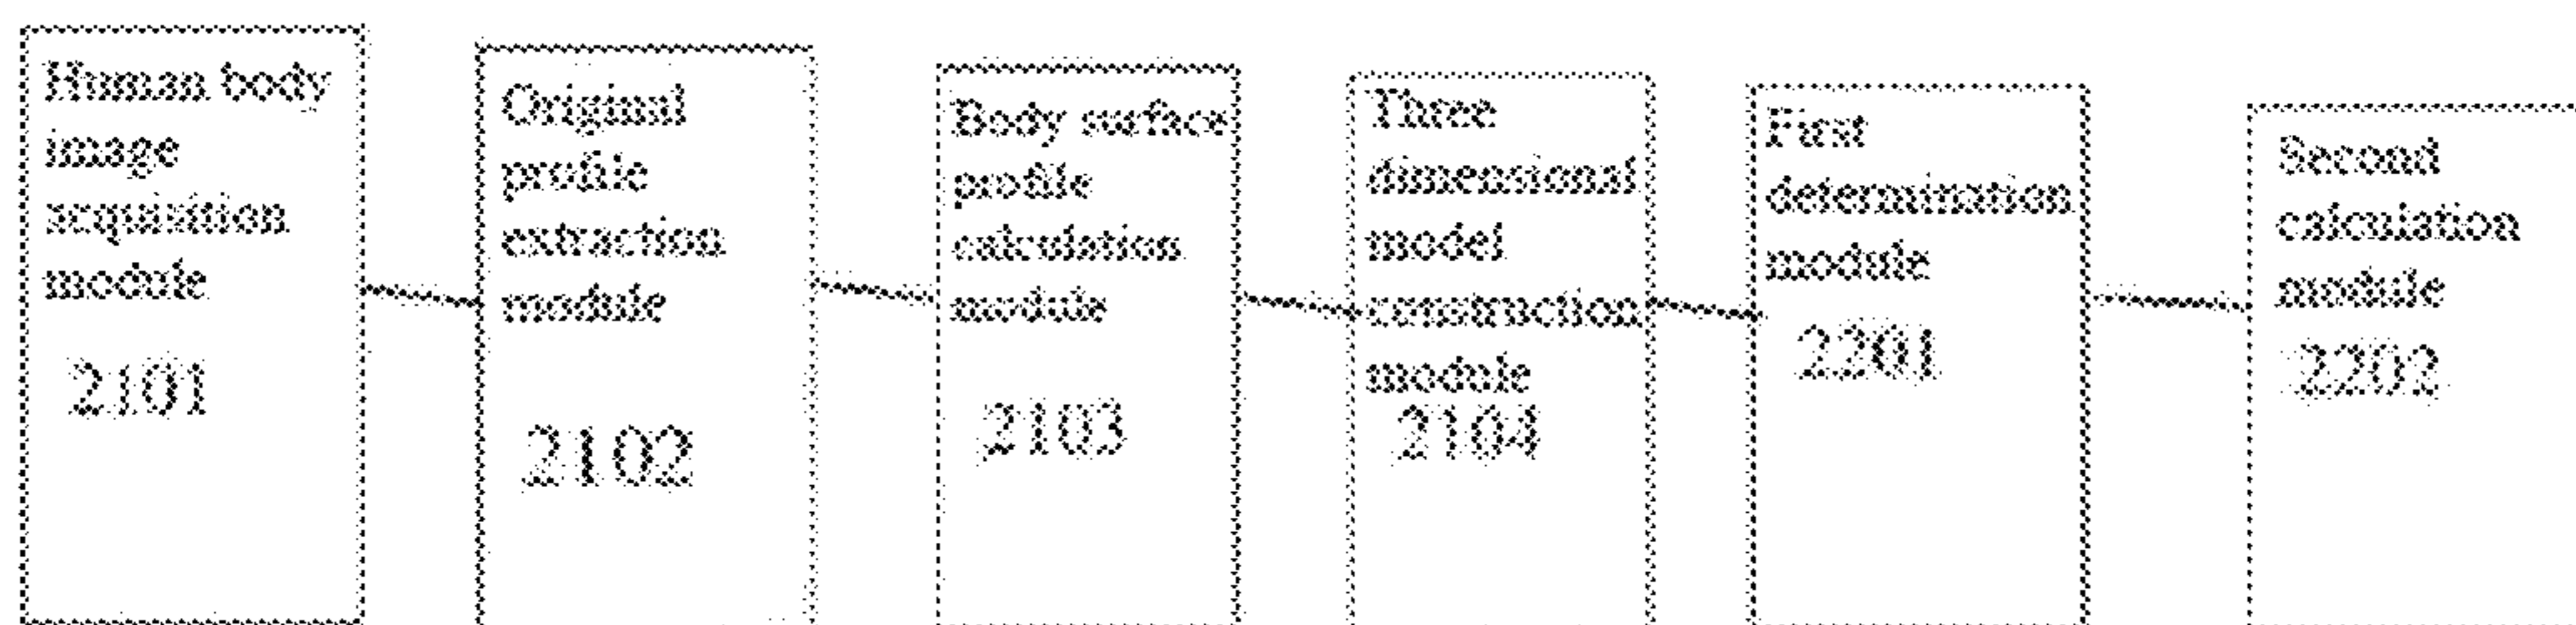 Human body
image
acquisition
module
2101
Original
profile
extraction
module
2102
Body surface
profile
calculation
module
2103
Three
dimensional
model
construction
module
2104
First
determination
module
2201
Second
calculation
module
2202